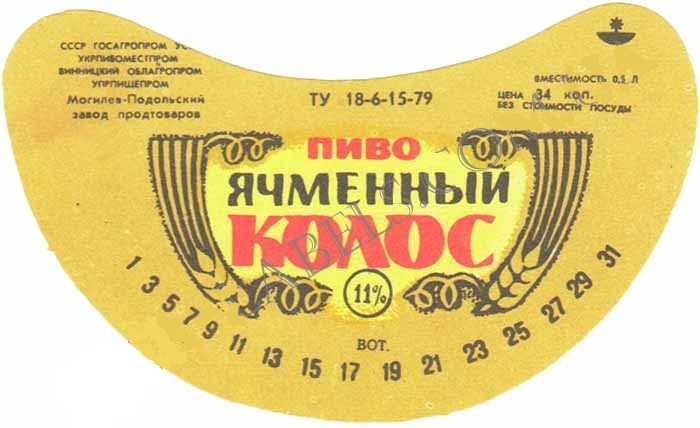 СССР ГОСАГРОПРОМ
УКРПИВОМЕСТПРОМ
ВИННИЦКИЙ ОБЛАГРОПРОМ
УПРПИЩЕПРОМ
Могилев-Подольский
завод продтоваров
ТУ 18-6-15-79
ВМЕСТИМОСТЬ 0,5 Л
ЦЕНА 34 коп.
БЕЗ СТОИМОСТИ ПОСУДЫ
ПИВО
ЯЧМЕННЫЙ
КОЛОС
11%
ВОТ.
1 3 5 7 9 11 13 15 17 19 21 23 25 27 29 31